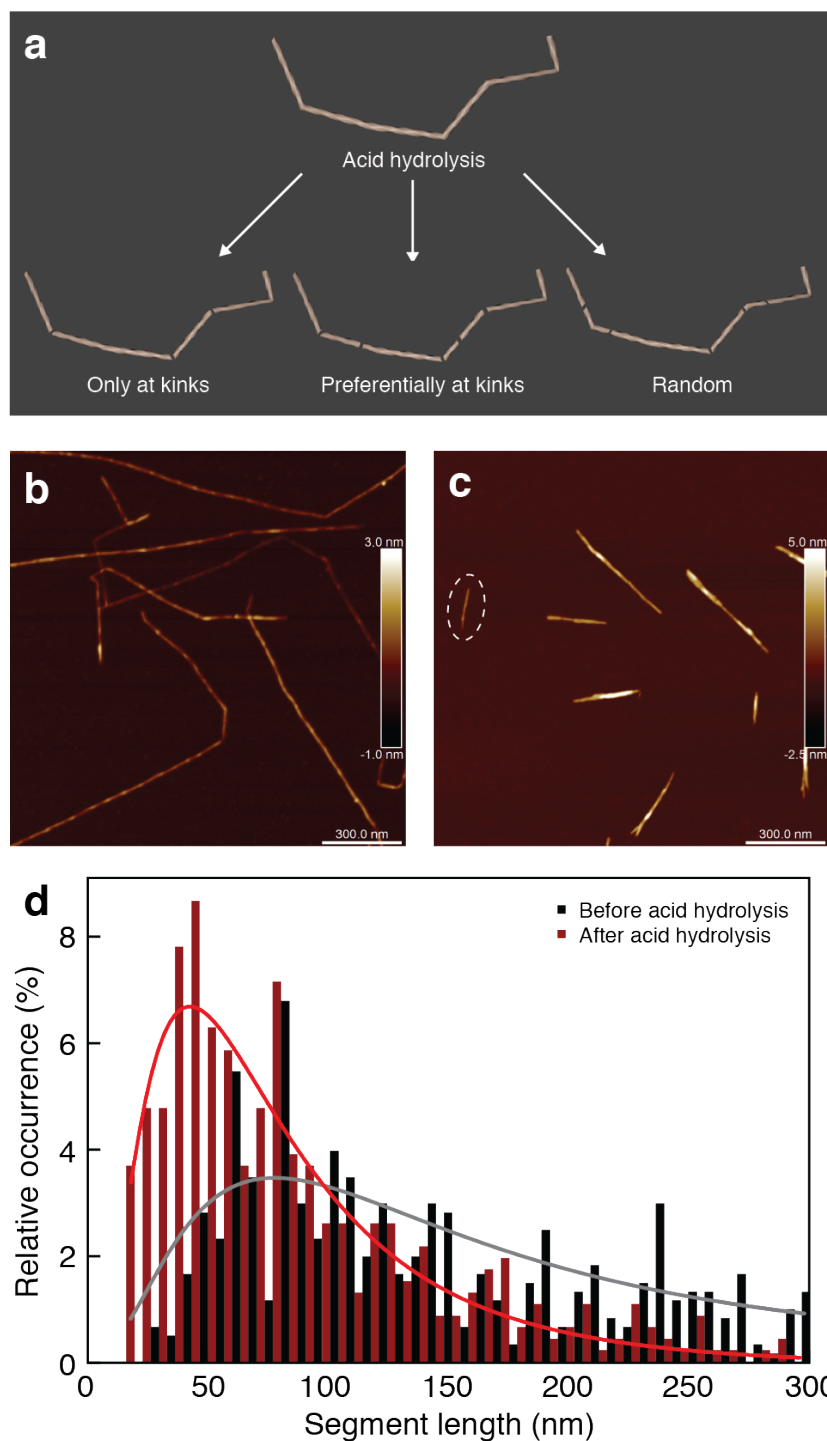 a
Acid hydrolysis
Only at kinks
Preferentially at kinks
Random
b
3.0 nm
-1.0 nm
300.0 nm
c
5.0 nm
-2.5 nm
300.0 nm
d
Before acid hydrolysis
After acid hydrolysis
Relative occurrence (%)
8
6
4
2
0
0 50 100 150 200 250 300
Segment length (nm)